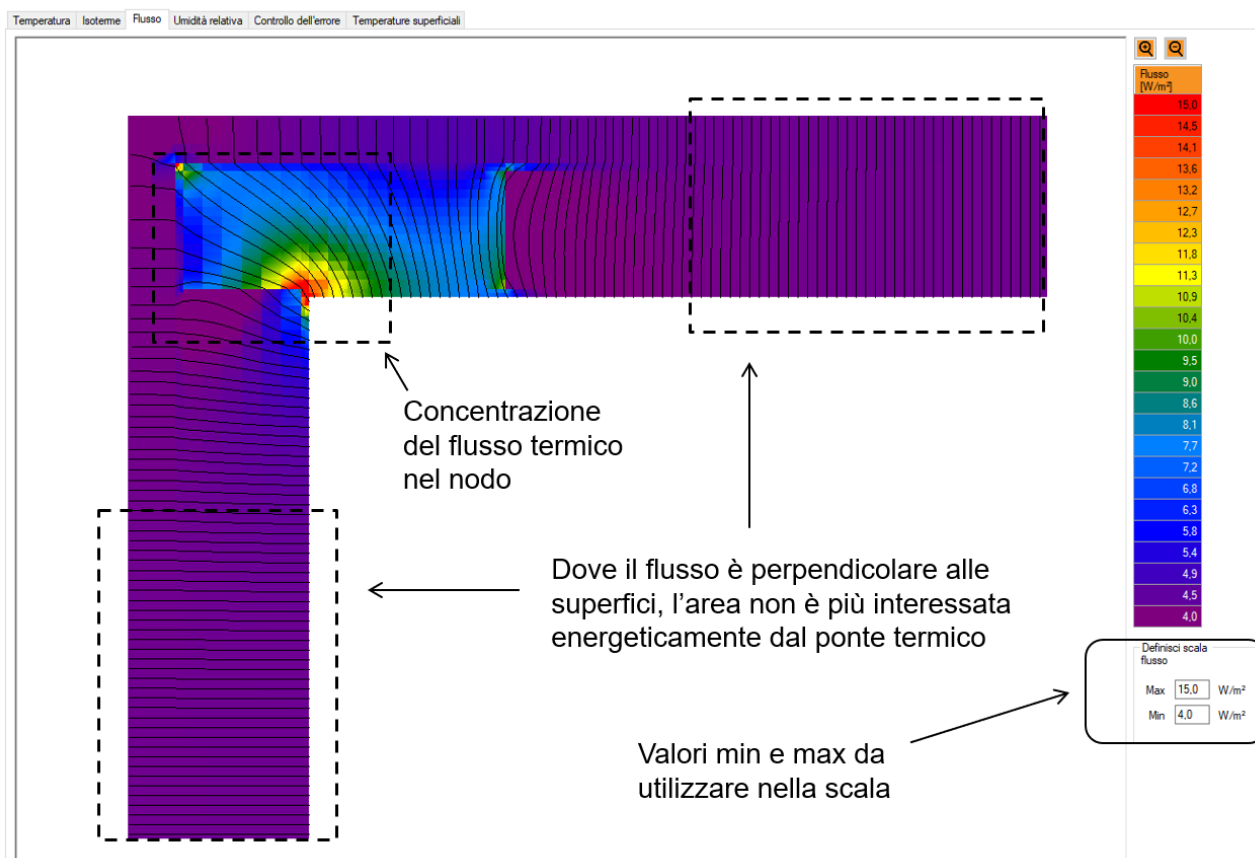 Temperatura
Isoterme
Flusso
Umidità relativa
Controllo dell'errore
Temperature superficiali
Flusso
[W/m²]
15,0
14,5
14,1
13,6
13,2
12,7
12,3
11,8
11,3
10,9
10,4
10,0
9,5
9,0
8,6
8,1
7,7
7,2
6,8
6,3
5,8
5,4
4,9
4,5
4,0
Concentrazione
del flusso termico
nel nodo
Dove il flusso è perpendicolare alle
superfici, l’area non è più interessata
energeticamente dal ponte termico
Definisci scala
flusso
Max 15,0 W/m²
Min 4,0 W/m²
Valori min e max da
utilizzare nella scala